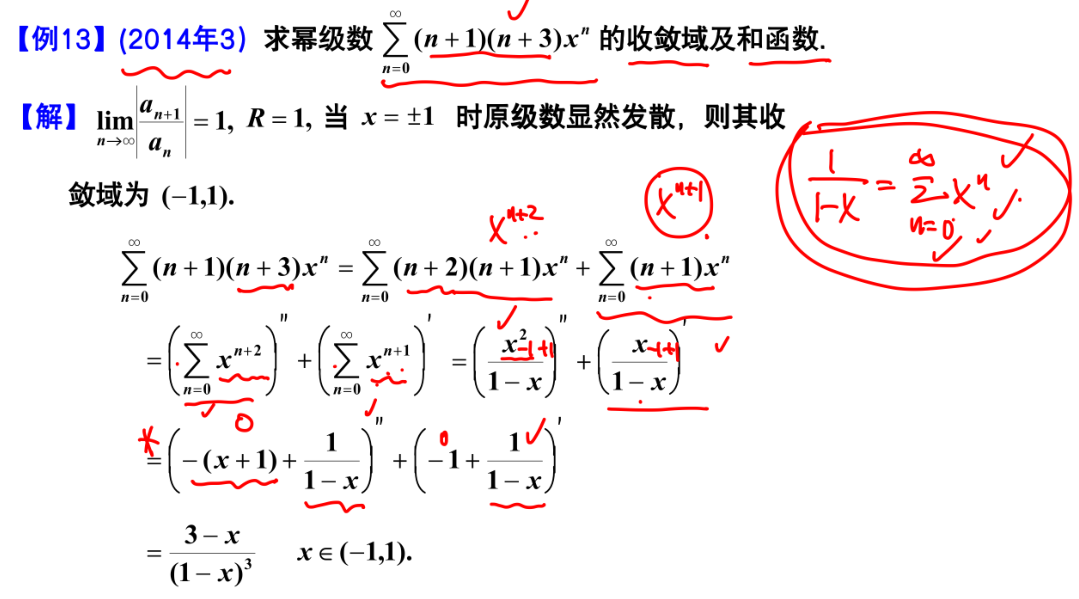 【例13】(2014年3) 求幂级数 $\sum_{n=0}^{\infty}(n+1)(n+3)x^n$ 的收敛域及和函数.
【解】 $\lim_{n\to\infty}\left|\frac{a_{n+1}}{a_n}\right|=1,$ $R=1,$ 当 $x=\pm1$ 时原级数显然发散，则其收
敛域为 (−1,1).
$\frac{1}{1-x}=\sum_{n=0}^{\infty}x^n$
$x^{n+2}$ $x^{n+1}$
$\sum_{n=0}^{\infty}(n+1)(n+3)x^n=\sum_{n=0}^{\infty}(n+2)(n+1)x^n+\sum_{n=0}^{\infty}(n+1)x^n$
$=\left(\sum_{n=0}^{\infty}x^{n+2}\right)''+\left(\sum_{n=0}^{\infty}x^{n+1}\right)'=\left(\frac{x^2-1+1}{1-x}\right)''+\left(\frac{x-1+1}{1-x}\right)'$
0 0
$=\left(-(x+1)+\frac{1}{1-x}\right)''+\left(-1+\frac{1}{1-x}\right)'$
$=\frac{3-x}{(1-x)^3}$ $x\in(-1,1).$